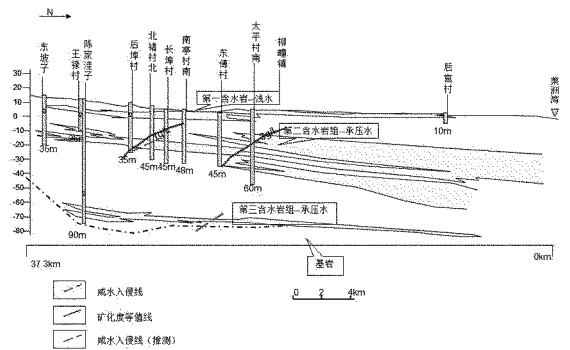 N
东坡子
王禄村
陈家洼子
后埠村
北褚村北
长埠村
南亭村南
东傅村
太平村南
柳疃镇
后富村
莱洲湾
第一含水岩--浅水
第二含水岩组--承压水
第三含水岩组--承压水
基岩
30
20
10
0
-10
-20
-30
-40
-50
-60
-70
-80
35m
90m
35m
45m
45m
48m
45m
60m
10m
37.3km
0km
咸水入侵线
矿化度等值线
咸水入侵线（推测）
0 2 4km